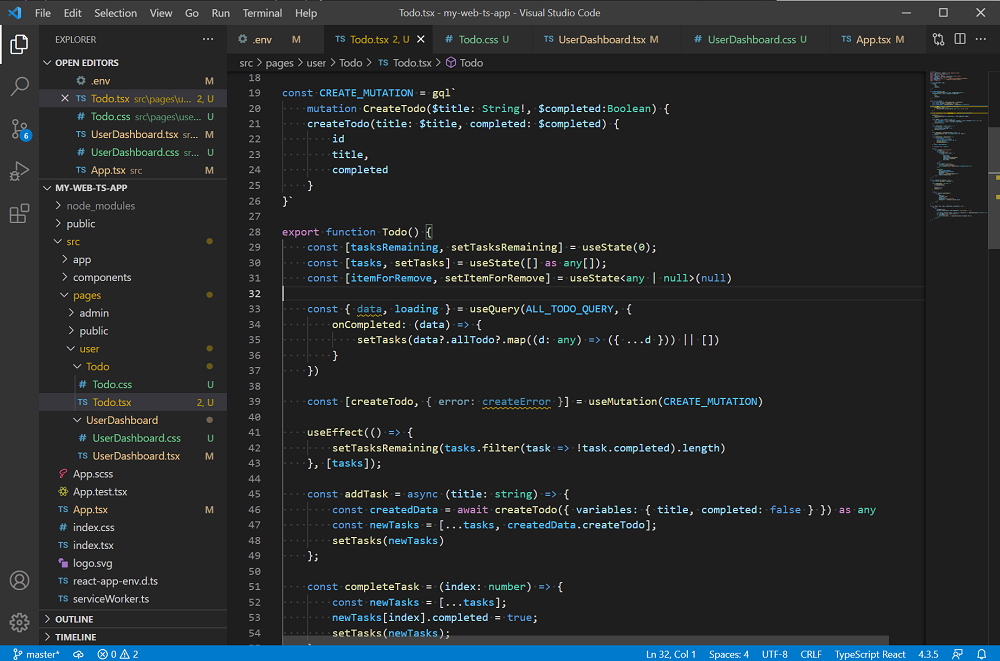 File Edit Selection View Go Run Terminal Help
Todo.tsx - my-web-ts-app - Visual Studio Code
EXPLORER
OPEN EDITORS
.env M
TS Todo.tsx src\pages\u... 2, U
# Todo.css src\pages\use... U
TS UserDashboard.tsx sr... M
# UserDashboard.css sr... U
TS App.tsx src M
MY-WEB-TS-APP
node_modules
public
src
app
components
pages
admin
public
user
Todo
# Todo.css U
TS Todo.tsx 2, U
UserDashboard
# UserDashboard.css U
TS UserDashboard.tsx M
App.scss
App.test.tsx
TS App.tsx M
# index.css
TS index.tsx
logo.svg
TS react-app-env.d.ts
TS serviceWorker.ts
OUTLINE
TIMELINE
6
.env M
TS Todo.tsx 2, U
# Todo.css U
TS UserDashboard.tsx M
# UserDashboard.css U
TS App.tsx M
src > pages > user > Todo > TS Todo.tsx > Todo
18
19 const CREATE_MUTATION = gql`
20 mutation CreateTodo($title: String!, $completed:Boolean) {
21 createTodo(title: $title, completed: $completed) {
22 id
23 title,
24 completed
25 }
26 }`
27
28 export function Todo() {
29 const [tasksRemaining, setTasksRemaining] = useState(0);
30 const [tasks, setTasks] = useState([] as any[]);
31 const [itemForRemove, setItemForRemove] = useState<any | null>(null)
32
33 const { data, loading } = useQuery(ALL_TODO_QUERY, {
34 onCompleted: (data) => {
35 setTasks(data?.allTodo?.map((d: any) => ({ ...d })) || [])
36 }
37 })
38
39 const [createTodo, { error: createError }] = useMutation(CREATE_MUTATION)
40
41 useEffect(() => {
42 setTasksRemaining(tasks.filter(task => !task.completed).length)
43 }, [tasks]);
44
45 const addTask = async (title: string) => {
46 const createdData = await createTodo({ variables: { title, completed: false } }) as any
47 const newTasks = [...tasks, createdData.createTodo];
48 setTasks(newTasks)
49 };
50
51 const completeTask = (index: number) => {
52 const newTasks = [...tasks];
53 newTasks[index].completed = true;
54 setTasks(newTasks);
master* 0 2 Ln 32, Col 1 Spaces: 4 UTF-8 CRLF TypeScript React 4.3.5